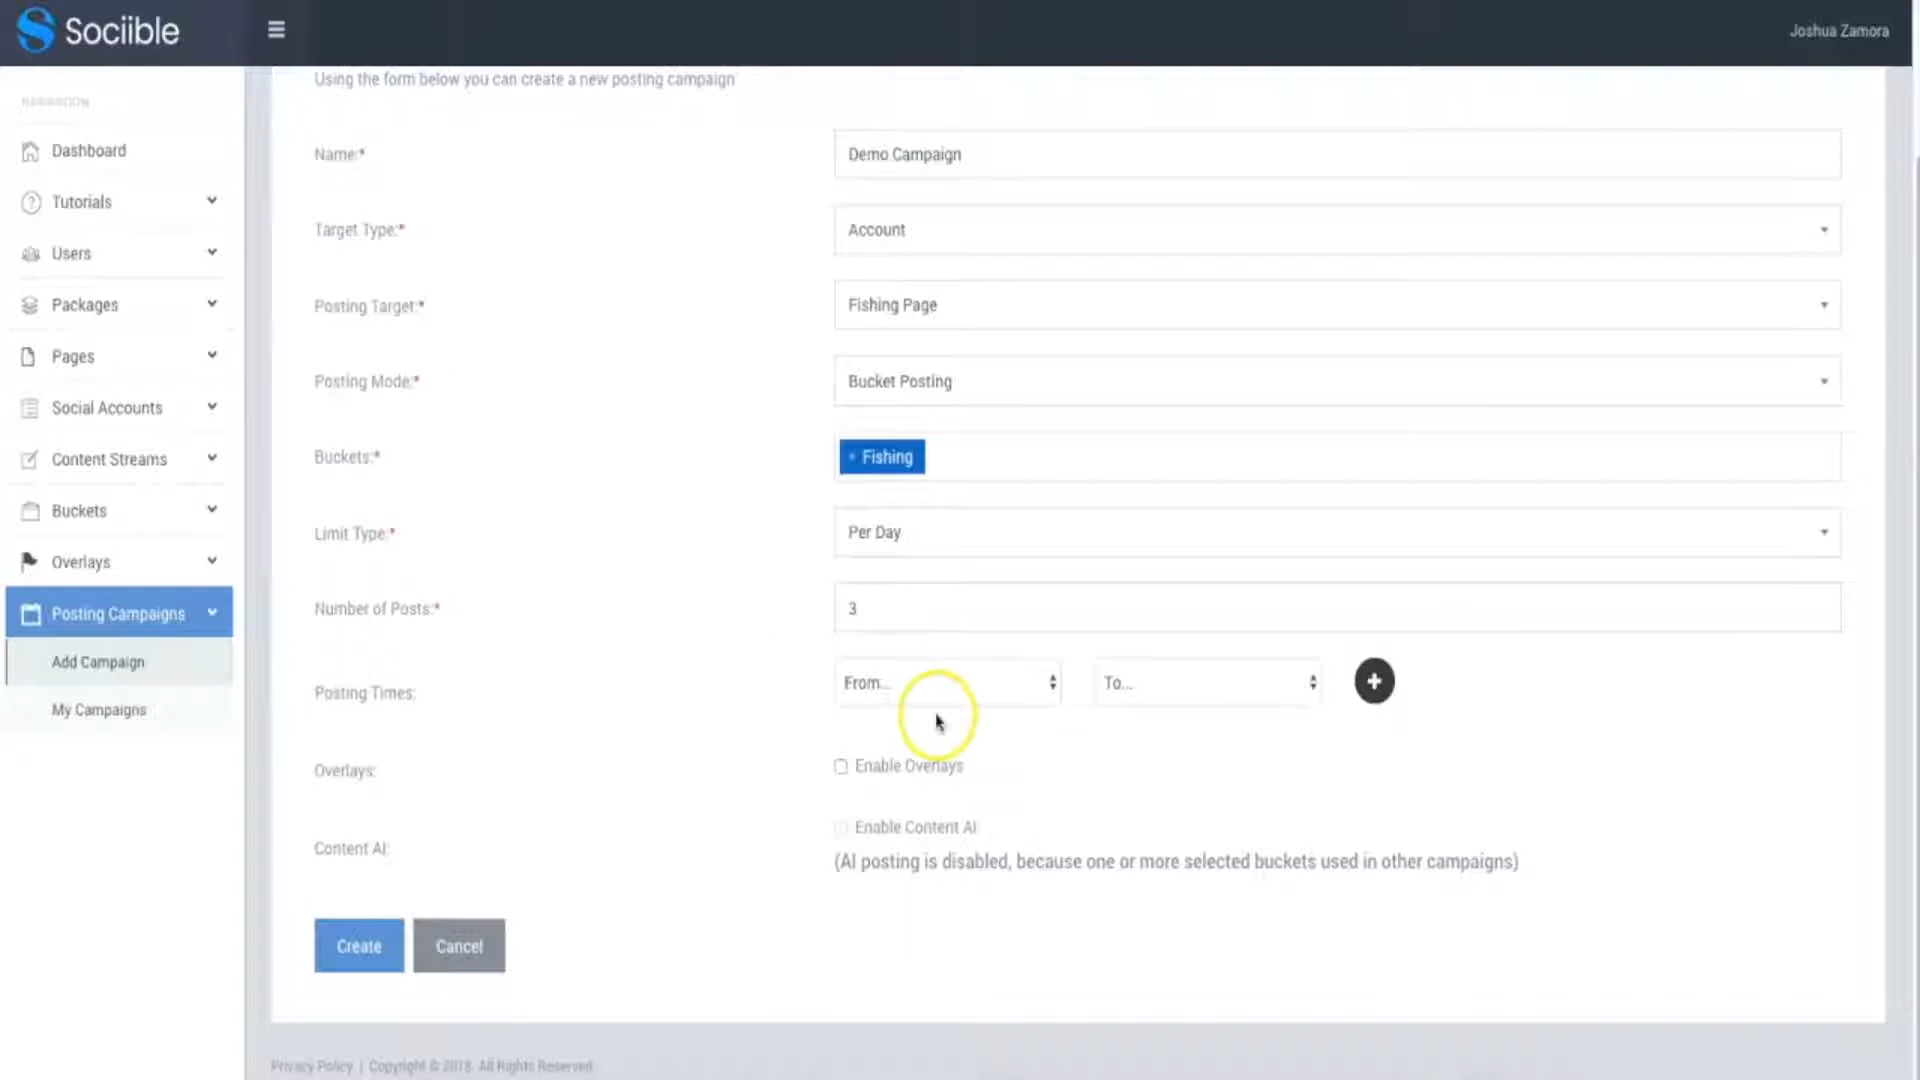 Sociible
Joshua Zamora
Using the form below you can create a new posting campaign
Dashboard
Tutorials
Users
Packages
Pages
Social Accounts
Content Streams
Buckets
Overlays
Posting Campaigns
Add Campaign
My Campaigns
Name:* Demo Campaign
Target Type:* Account
Posting Target:* Fishing Page
Posting Mode:* Bucket Posting
Buckets:* × Fishing
Limit Type:* Per Day
Number of Posts:* 3
Posting Times: From... To...
Overlays: Enable Overlays
Content AI: Enable Content AI
(AI posting is disabled, because one or more selected buckets used in other campaigns)
Create Cancel
Privacy Policy | Copyright © 2018. All Rights Reserved